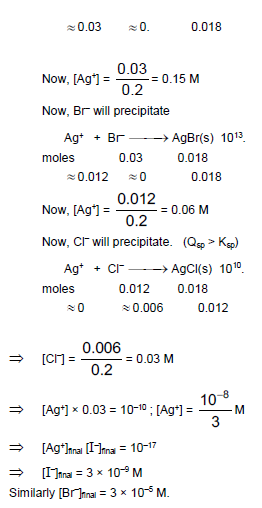 ≈0.03 ≈0. 0.018
Now, [Ag⁺] = 0.03/0.2 = 0.15 M
Now, Br⁻ will precipitate
Ag⁺ + Br⁻ ⟶ AgBr(s) 10¹³.
moles 0.03 0.018
≈0.012 ≈0 0.018
Now, [Ag⁺] = 0.012/0.2 = 0.06 M
Now, Cl⁻ will precipitate. (Qsp > Ksp)
Ag⁺ + Cl⁻ ⟶ AgCl(s) 10¹⁰.
moles 0.012 0.018
≈0 ≈0.006 0.012
⇒ [Cl⁻] = 0.006/0.2 = 0.03 M
⇒ [Ag⁺] × 0.03 = 10⁻¹⁰ ; [Ag⁺] = 10⁻⁸/3 M
⇒ [Ag⁺]final [I⁻]final = 10⁻¹⁷
⇒ [I⁻]final = 3 × 10⁻⁹ M
Similarly [Br⁻]final = 3 × 10⁻⁵ M.